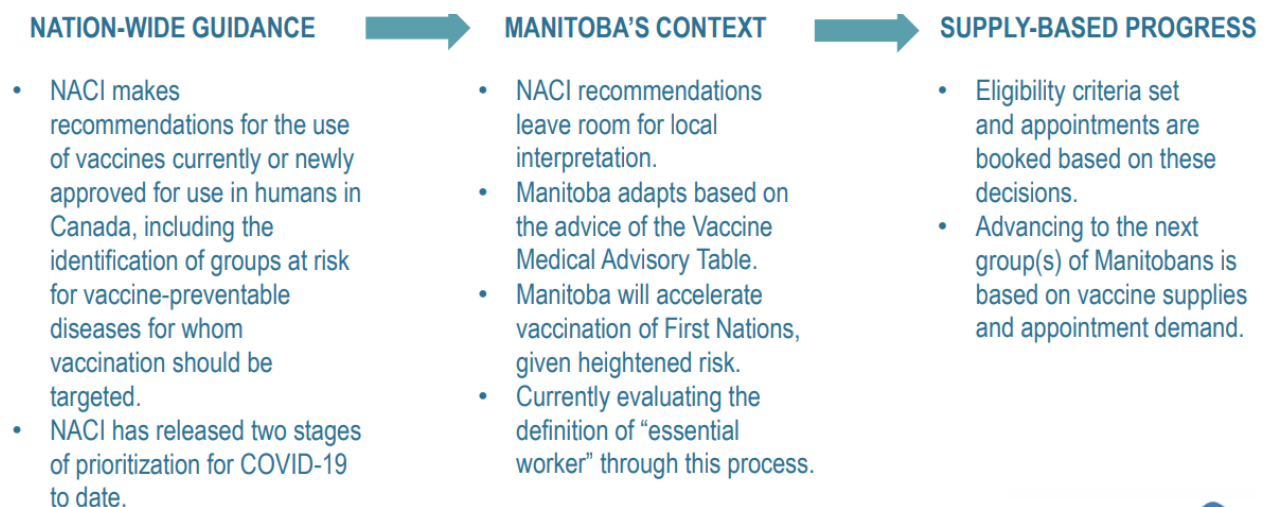 NATION-WIDE GUIDANCE
• NACI makes
recommendations for the use
of vaccines currently or newly
approved for use in humans in
Canada, including the
identification of groups at risk
for vaccine-preventable
diseases for whom
vaccination should be
targeted.
• NACI has released two stages
of prioritization for COVID-19
to date.
MANITOBA’S CONTEXT
• NACI recommendations
leave room for local
interpretation.
• Manitoba adapts based on
the advice of the Vaccine
Medical Advisory Table.
• Manitoba will accelerate
vaccination of First Nations,
given heightened risk.
• Currently evaluating the
definition of “essential
worker” through this process.
SUPPLY-BASED PROGRESS
• Eligibility criteria set
and appointments are
booked based on these
decisions.
• Advancing to the next
group(s) of Manitobans is
based on vaccine supplies
and appointment demand.